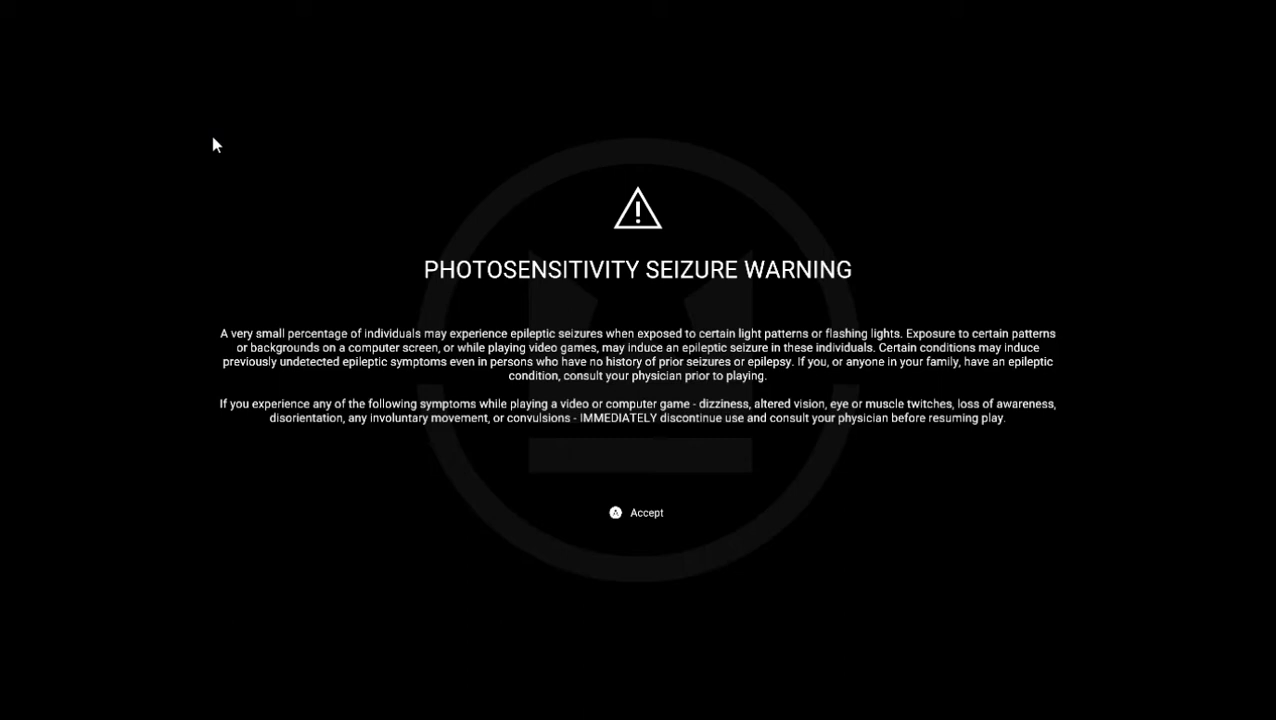 PHOTOSENSITIVITY SEIZURE WARNING
A very small percentage of individuals may experience epileptic seizures when exposed to certain light patterns or flashing lights. Exposure to certain patterns
or backgrounds on a computer screen, or while playing video games, may induce an epileptic seizure in these individuals. Certain conditions may induce
previously undetected epileptic symptoms even in persons who have no history of prior seizures or epilepsy. If you, or anyone in your family, have an epileptic
condition, consult your physician prior to playing.
If you experience any of the following symptoms while playing a video or computer game - dizziness, altered vision, eye or muscle twitches, loss of awareness,
disorientation, any involuntary movement, or convulsions - IMMEDIATELY discontinue use and consult your physician before resuming play.
A Accept